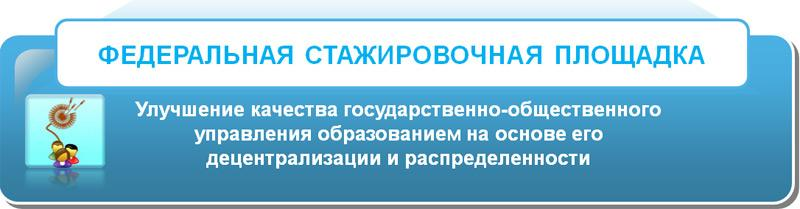 ФЕДЕРАЛЬНАЯ СТАЖИРОВОЧНАЯ ПЛОЩАДКА
Улучшение качества государственно-общественного
управления образованием на основе его
децентрализации и распределенности